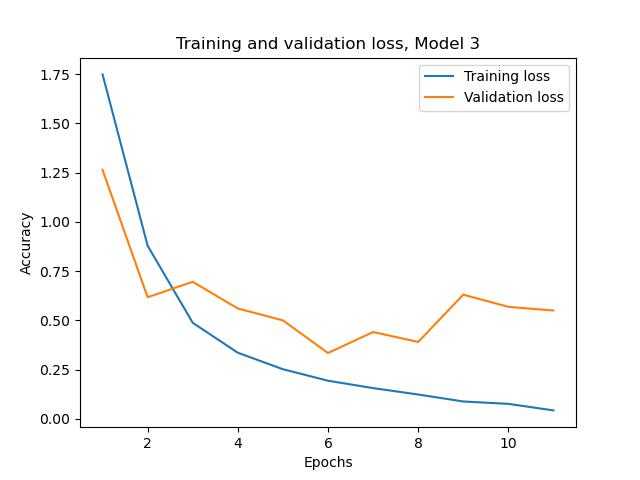 Training and validation loss, Model 3
Training loss
Validation loss
1.75
1.50
1.25
1.00
0.75
0.50
0.25
0.00
Accuracy
2 4 6 8 10
Epochs